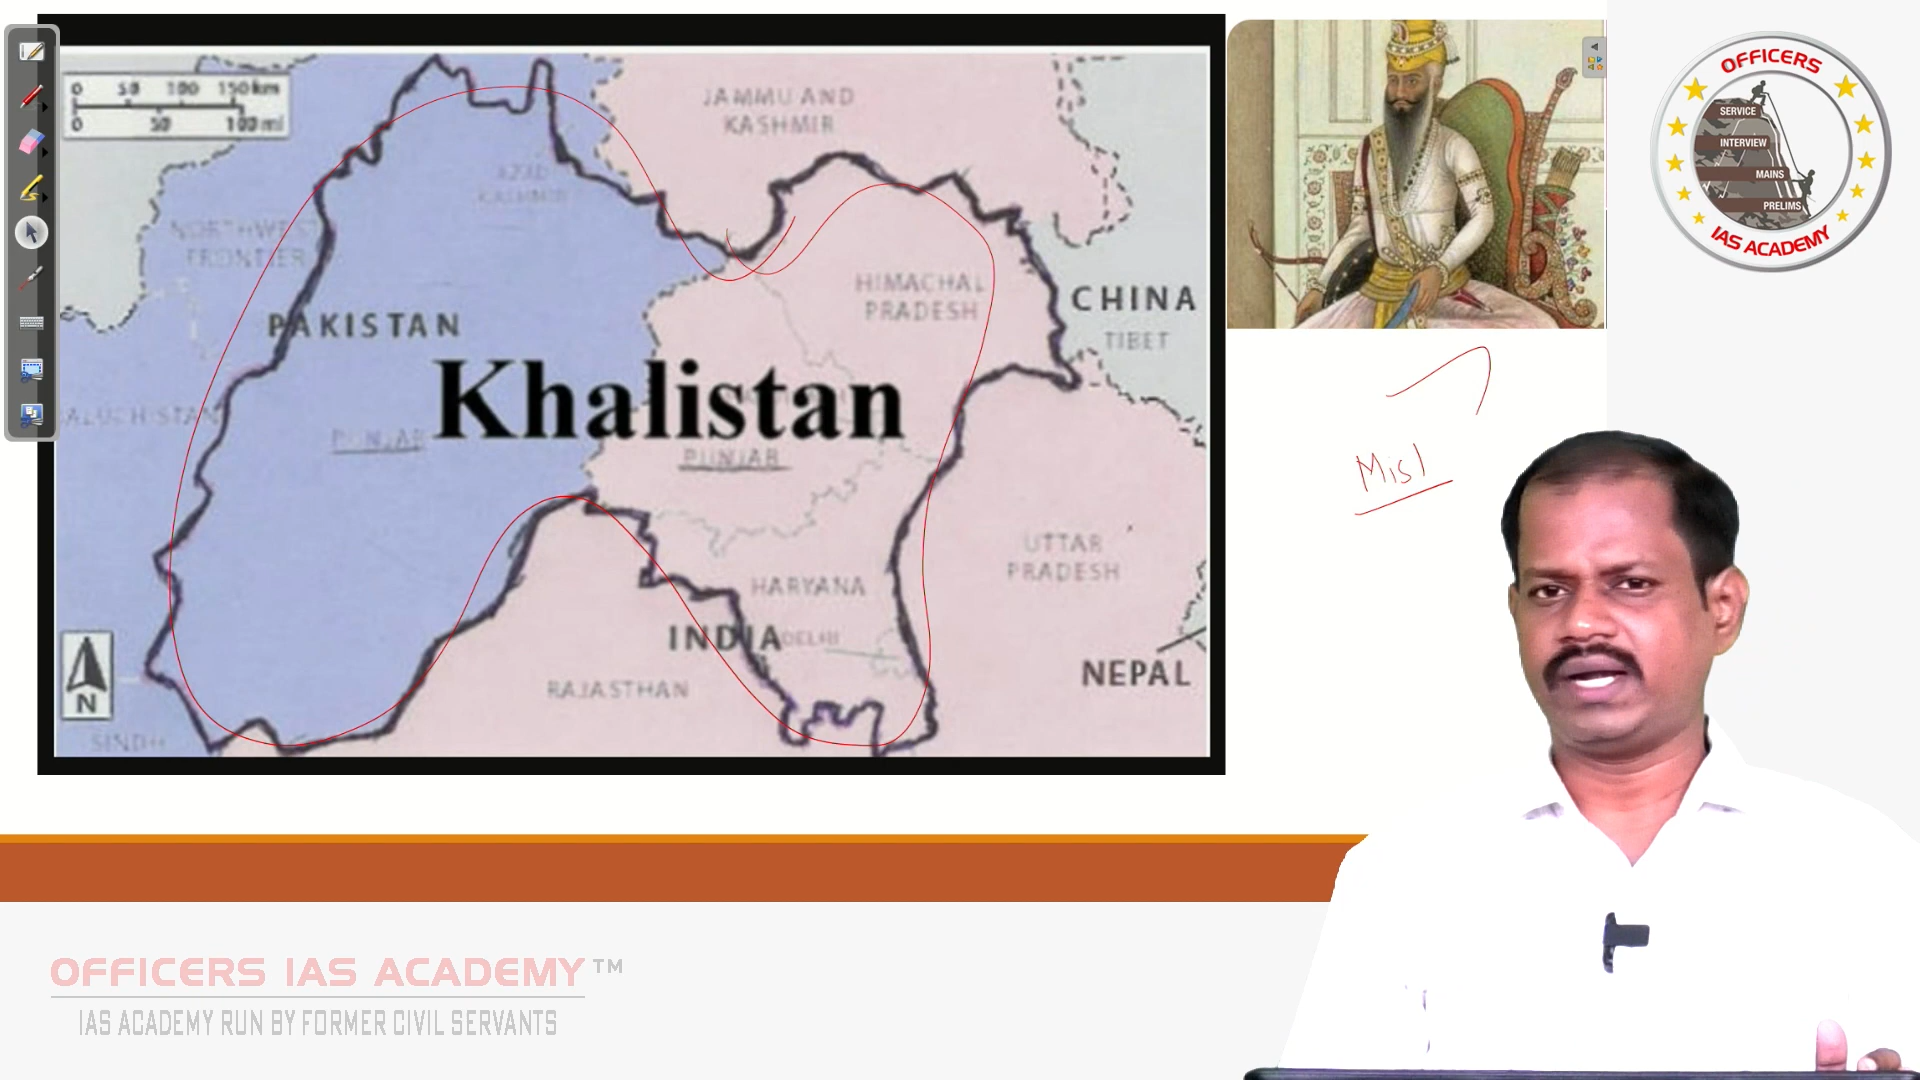 0 50 100 150 km
0 50 100 mi
JAMMU AND
KASHMIR
AZAD
KASHMIR
NORTHWEST
FRONTIER
HIMACHAL
PRADESH
CHINA
TIBET
PAKISTAN
Khalistan
BALUCHISTAN
PUNJAB
PUNJAB
UTTAR
PRADESH
HARYANA
INDIA
DELHI
NEPAL
RAJASTHAN
N
SINDH
Misl
OFFICERS
SERVICE
INTERVIEW
MAINS
PRELIMS
IAS ACADEMY
OFFICERS IAS ACADEMY™
IAS ACADEMY RUN BY FORMER CIVIL SERVANTS